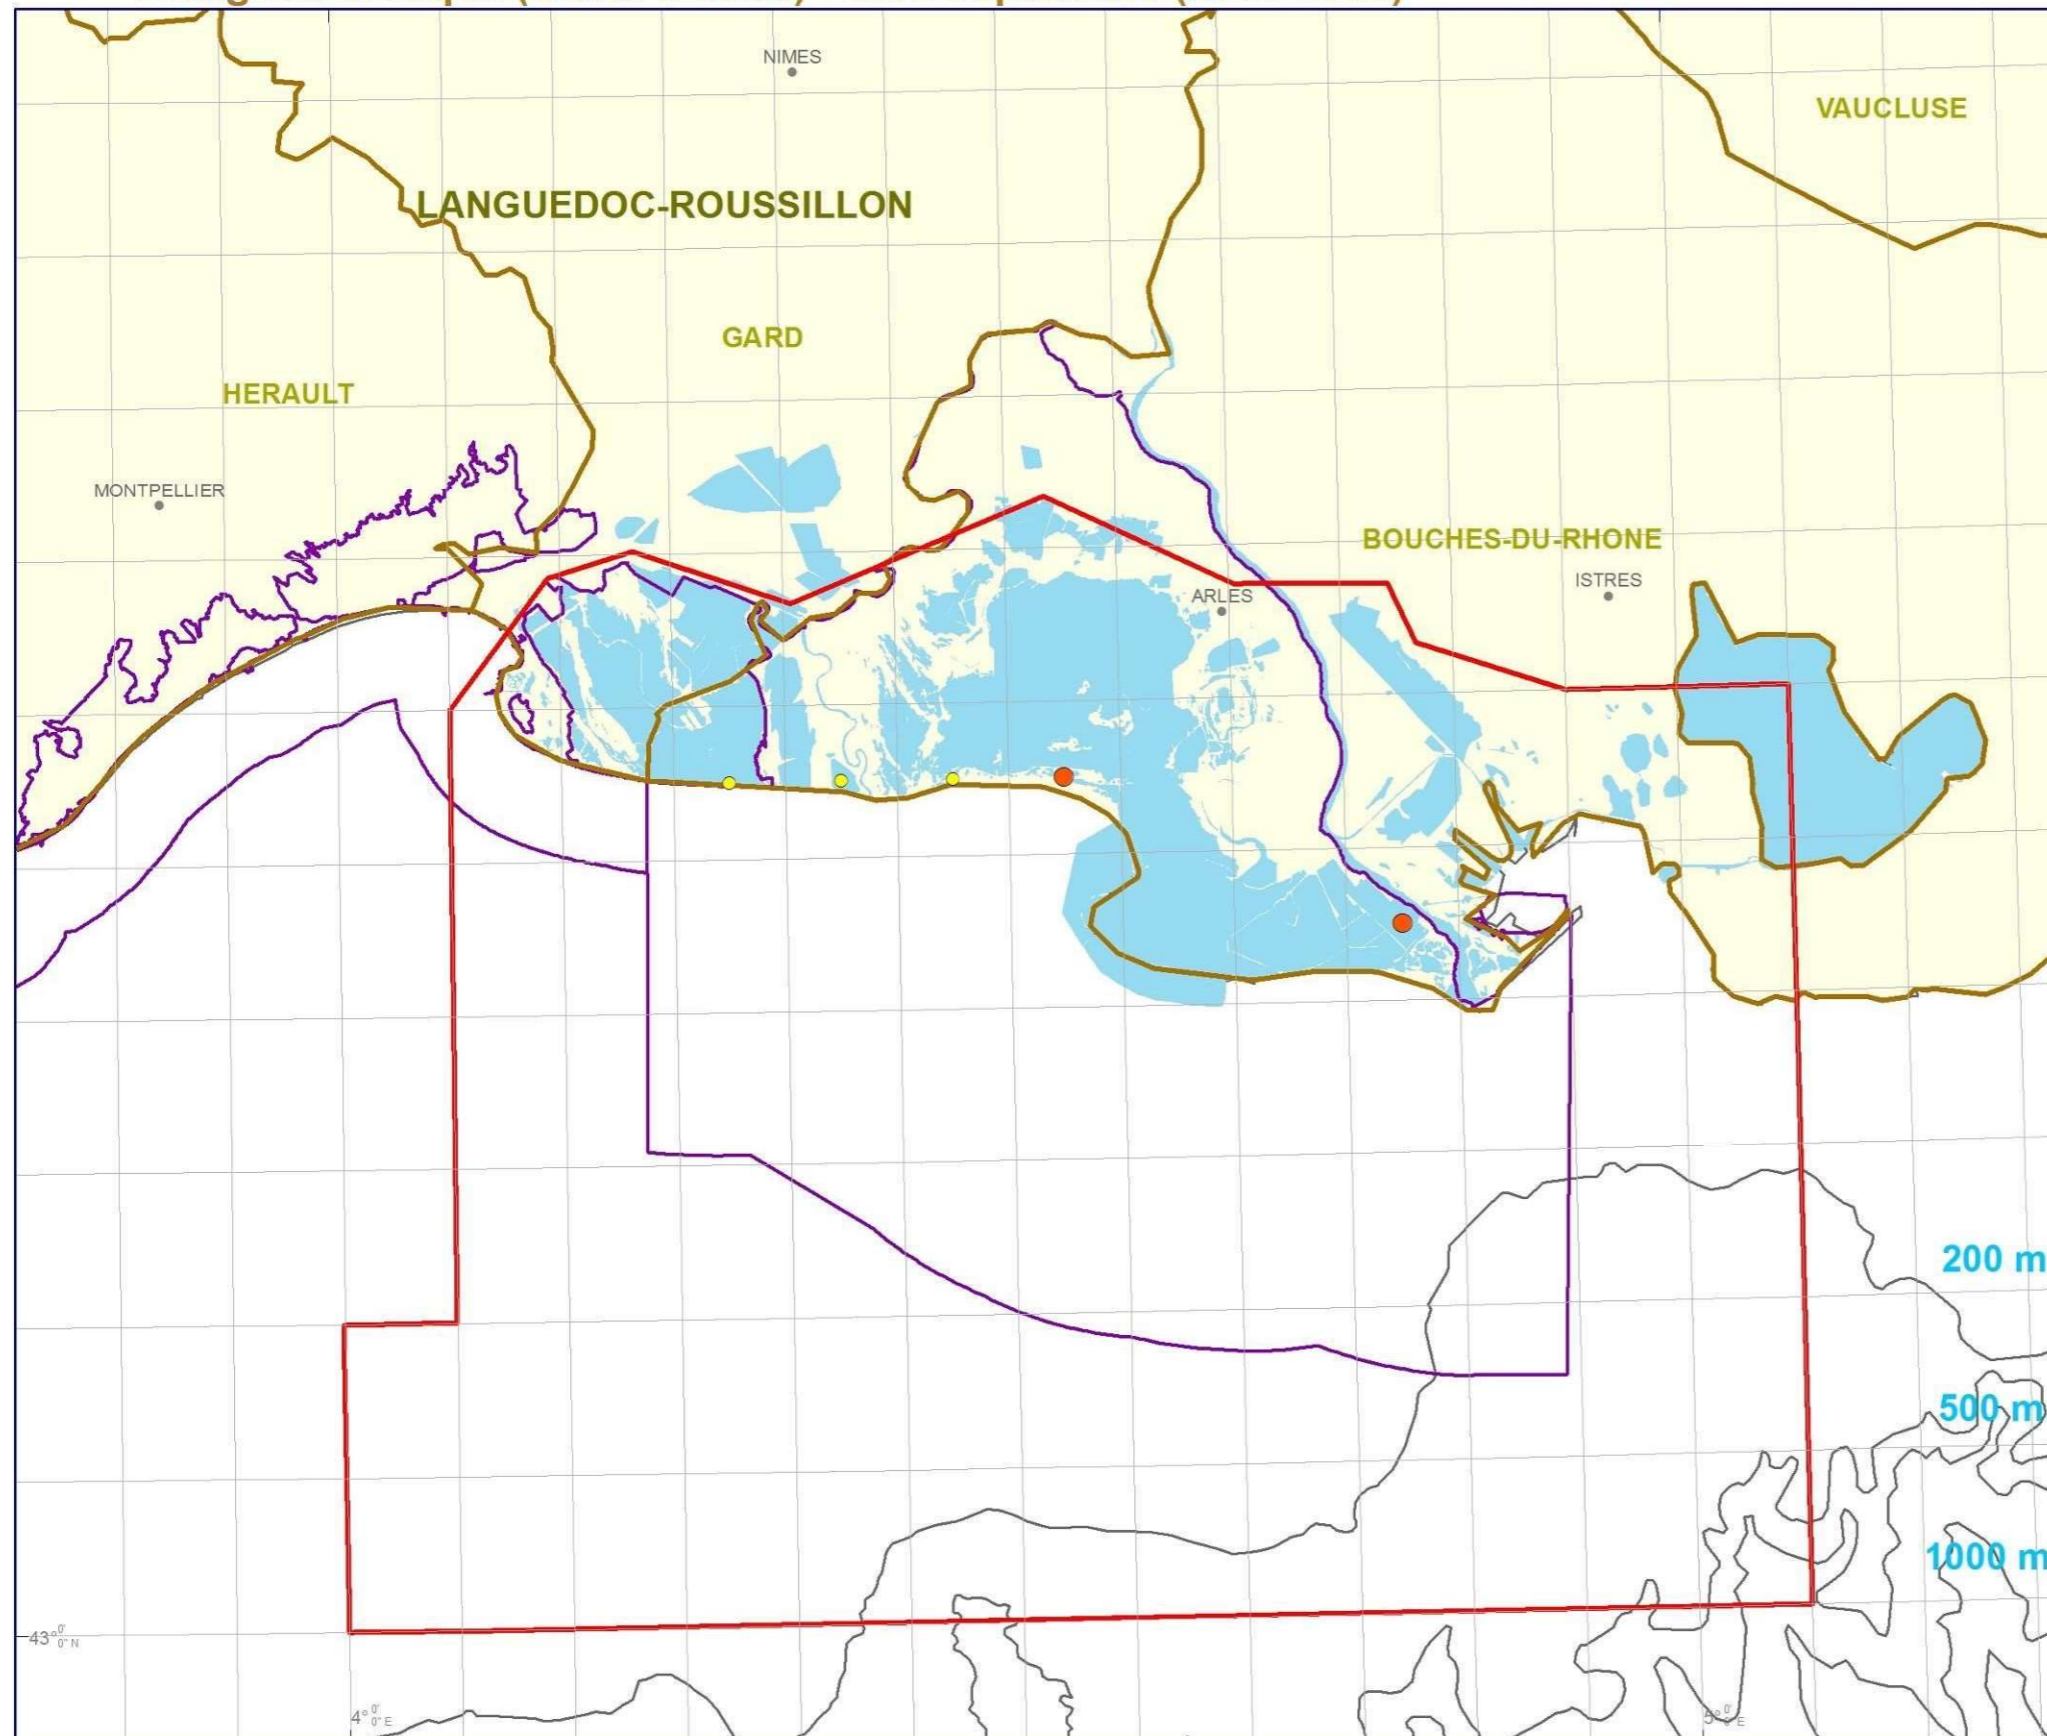 NIMES
VAUCLUSE
LANGUEDOC-ROUSSILLON
GARD
HERAULT
MONTPELLIER
BOUCHES-DU-RHONE
ISTRES
ARLES
200 m
500 m
1000 m
43°0'0" N
4°0'0" E
5°0'0" E